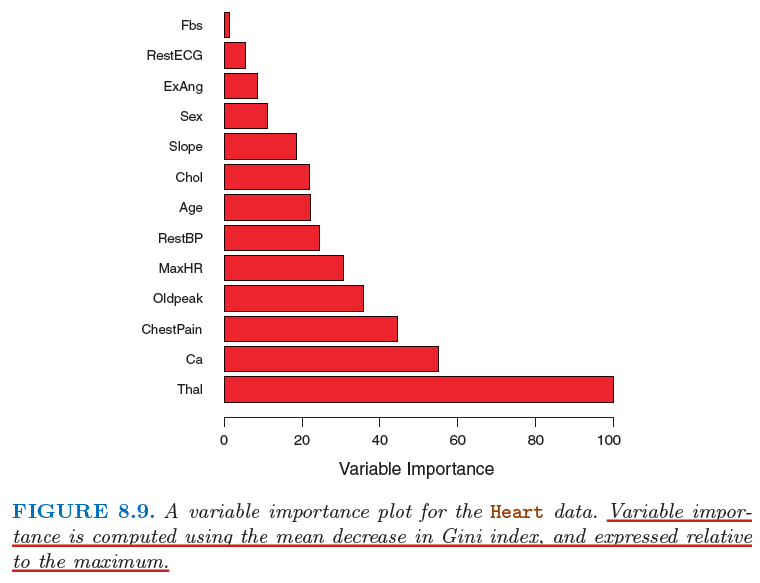 Fbs
RestECG
ExAng
Sex
Slope
Chol
Age
RestBP
MaxHR
Oldpeak
ChestPain
Ca
Thal
0 20 40 60 80 100
Variable Importance
FIGURE 8.9. A variable importance plot for the Heart data. Variable impor-
tance is computed using the mean decrease in Gini index, and expressed relative
to the maximum.